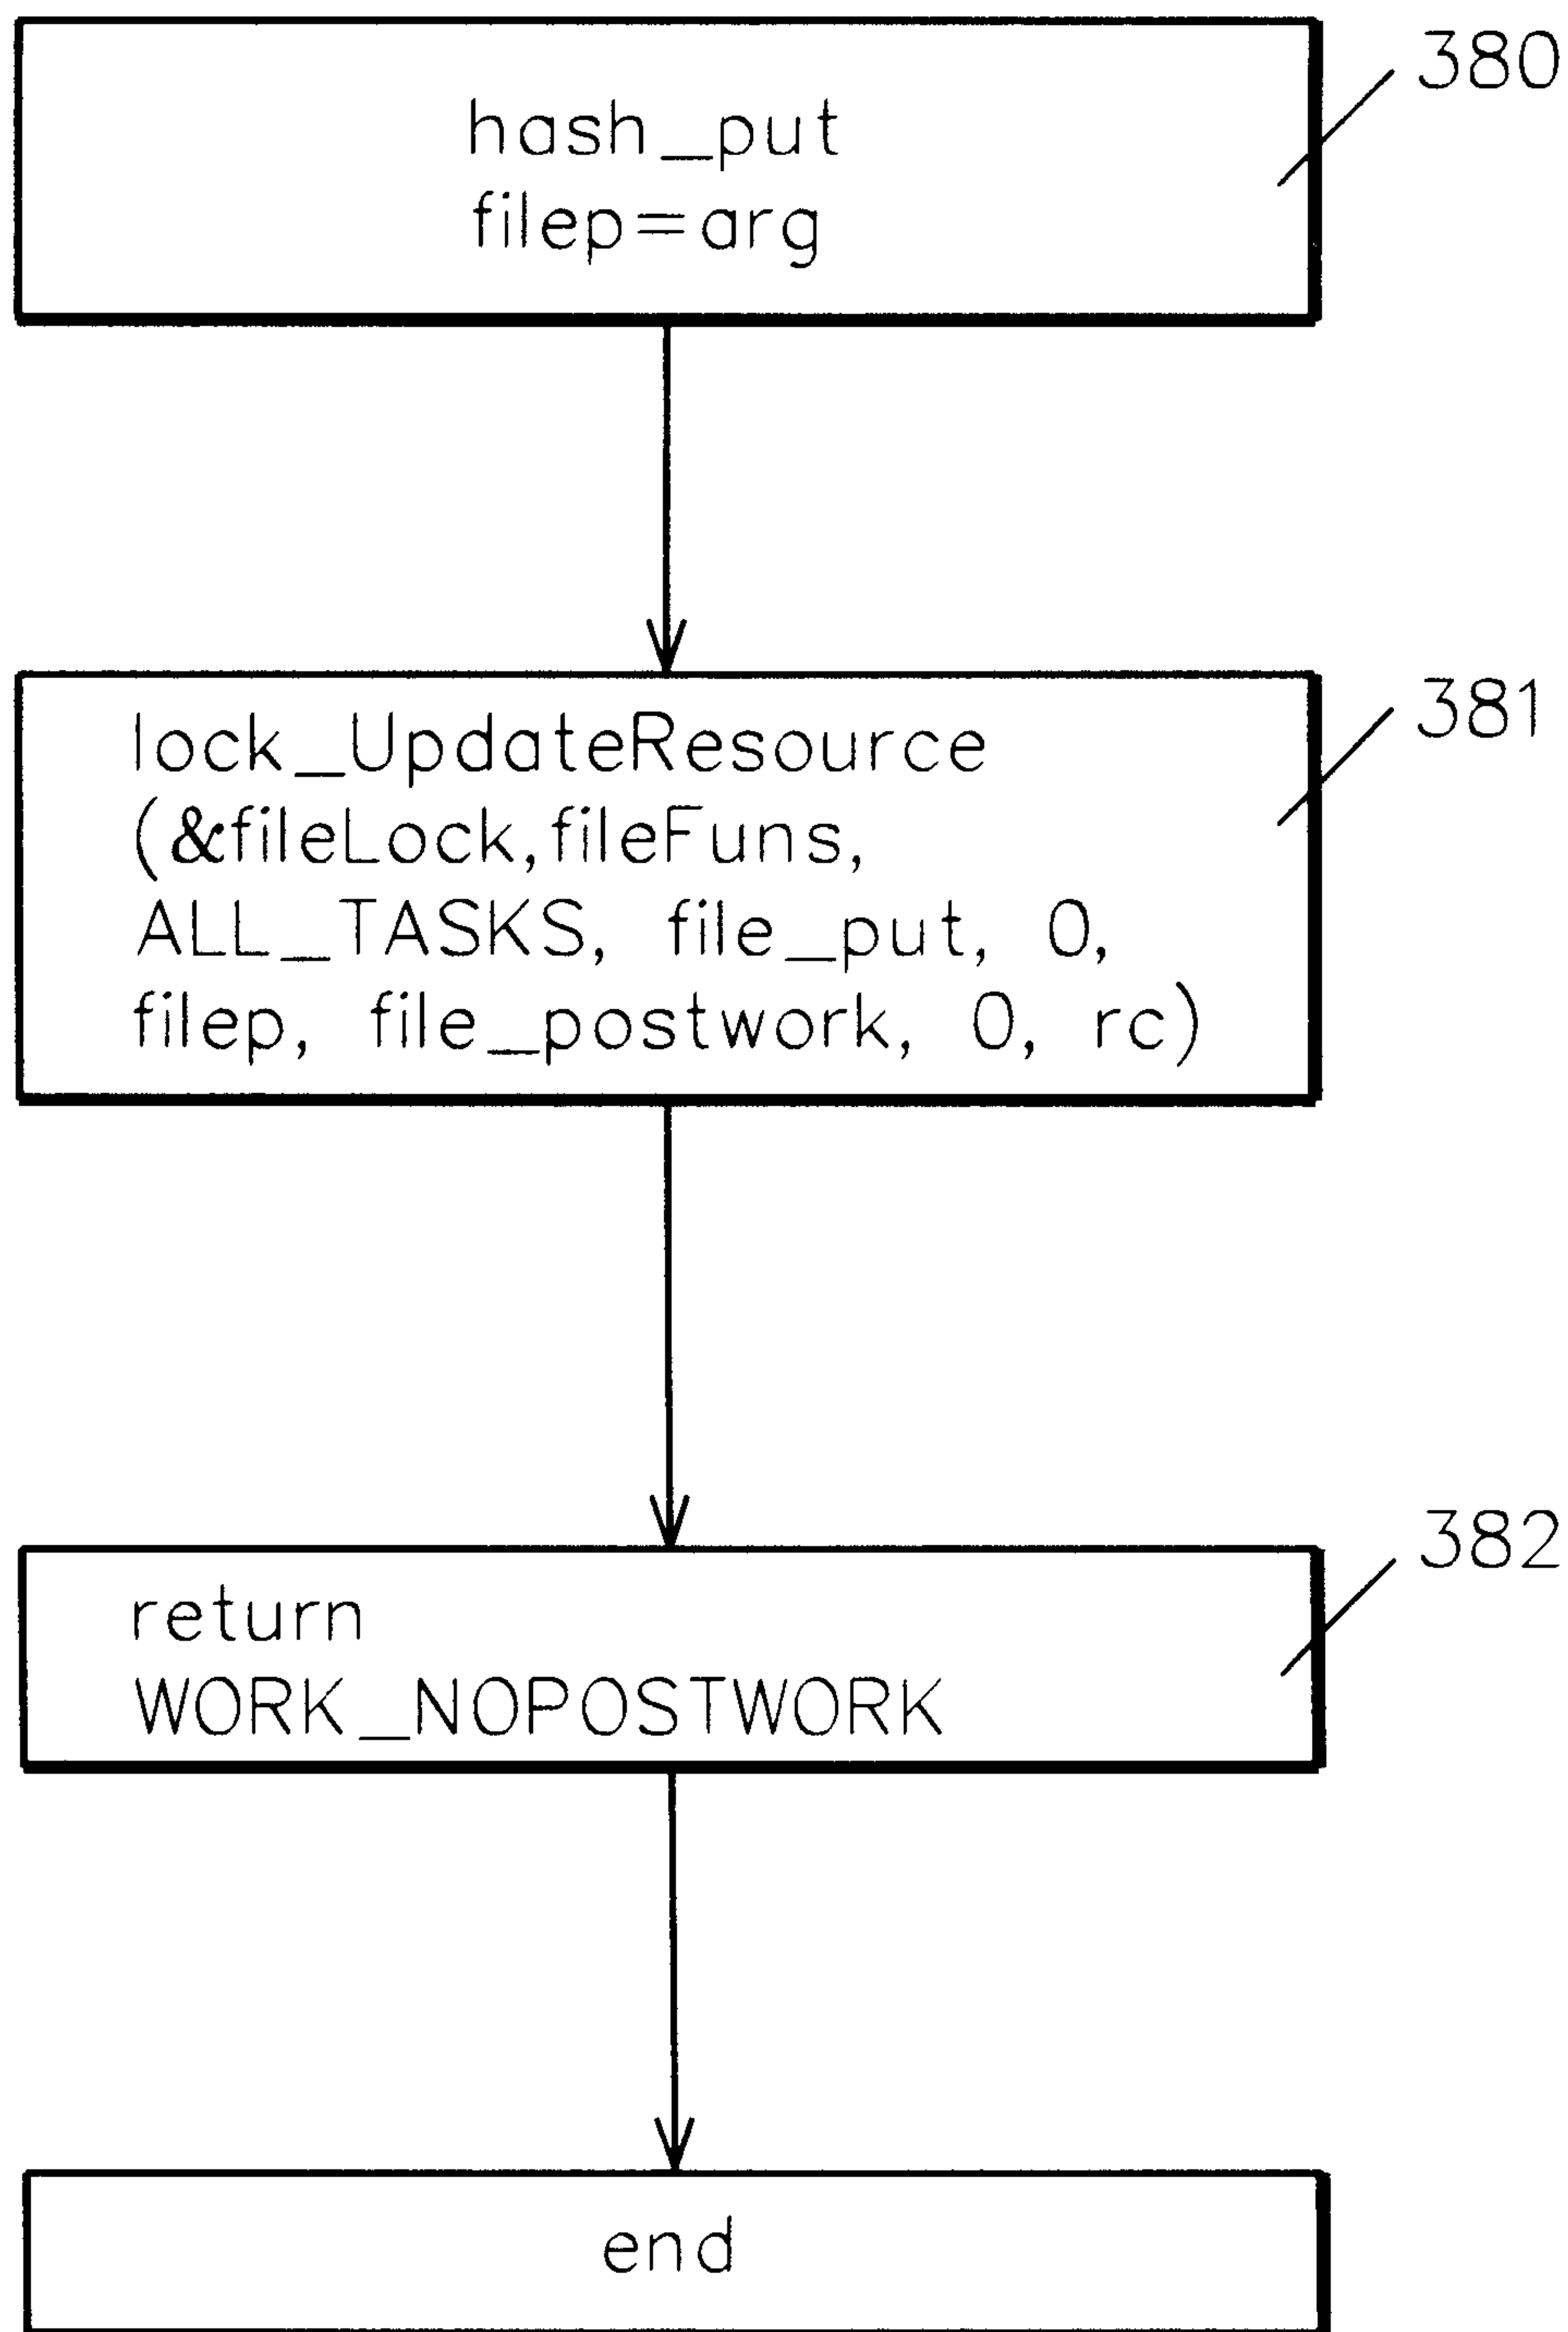 hash_put
filep=arg
380
lock_UpdateResource
(&fileLock,fileFuns,
ALL_TASKS, file_put, 0,
filep, file_postwork, 0, rc)
381
return
WORK_NOPOSTWORK
382
end